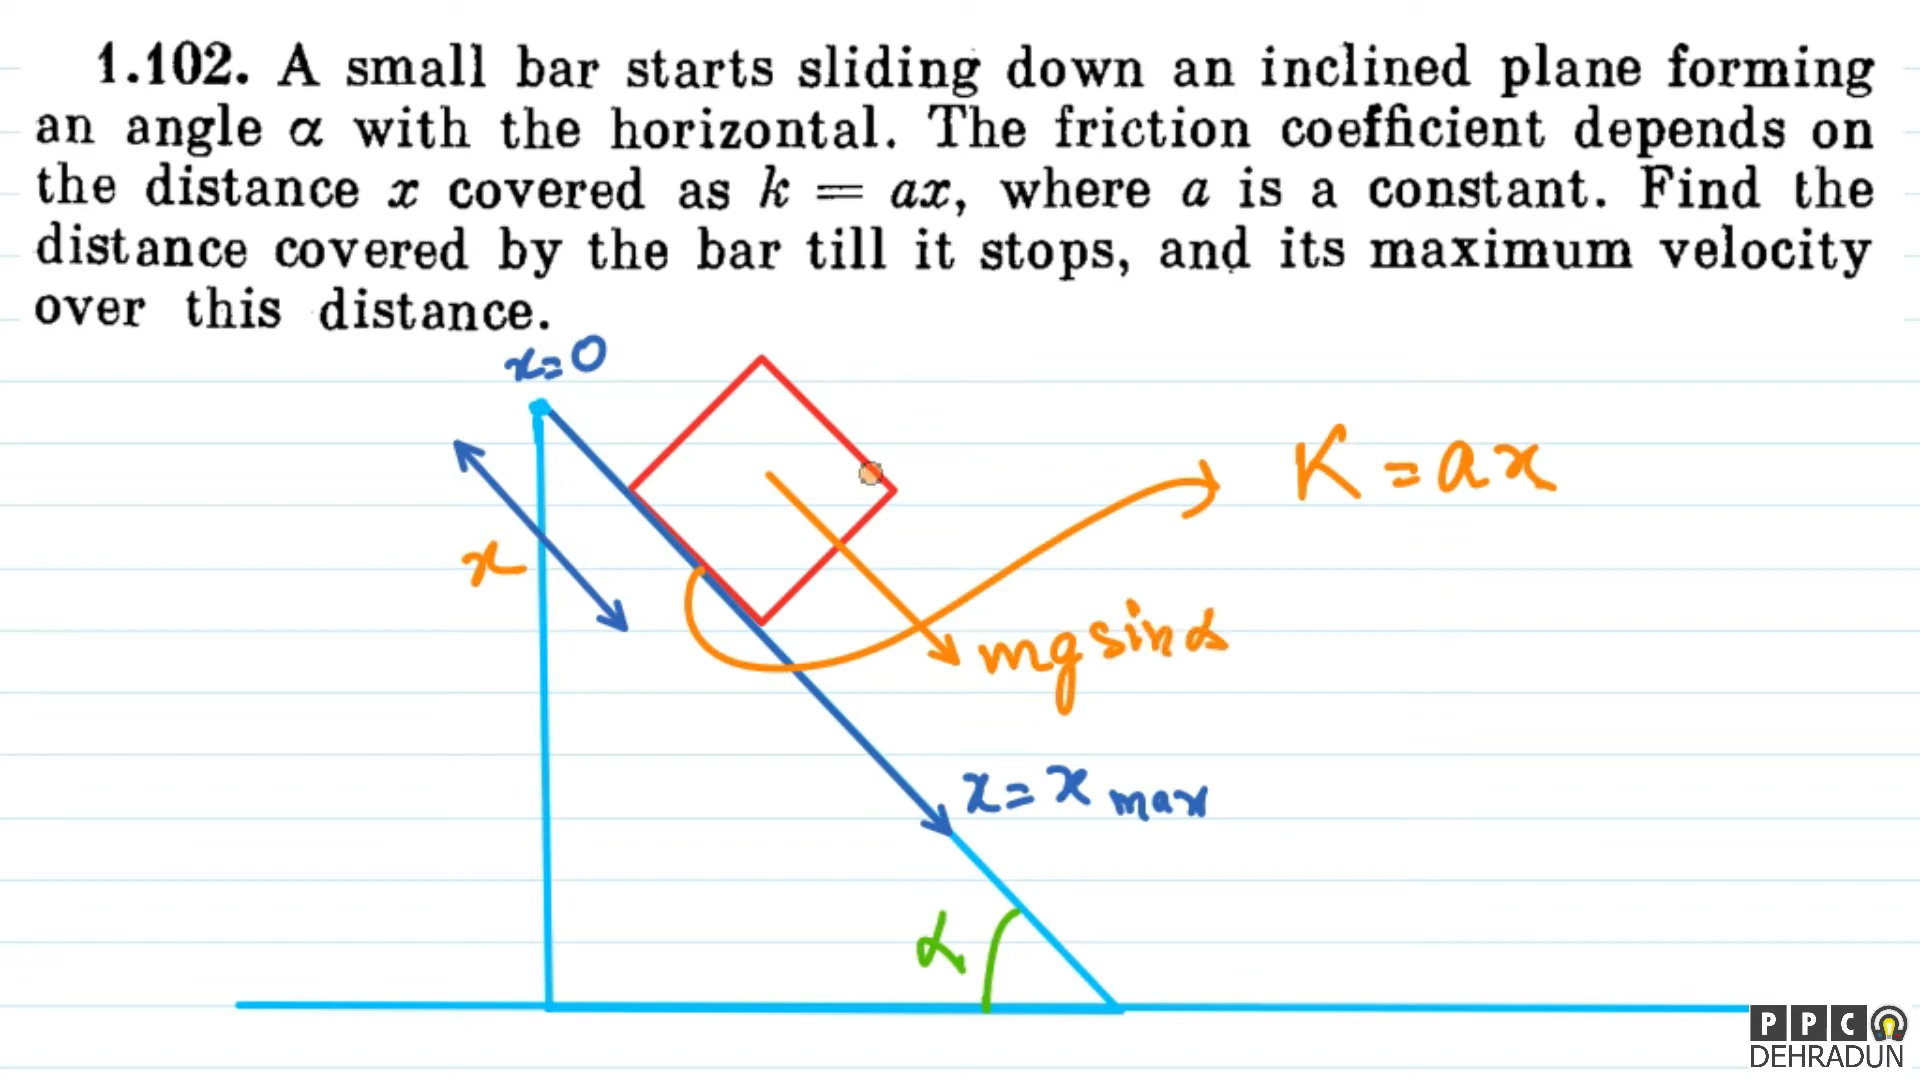 1.102. A small bar starts sliding down an inclined plane forming
an angle α with the horizontal. The friction coefficient depends on
the distance x covered as k = ax, where a is a constant. Find the
distance covered by the bar till it stops, and its maximum velocity
over this distance.
x=0
K=ax
x
mg sin α
x=x max
α
PPC
DEHRADUN